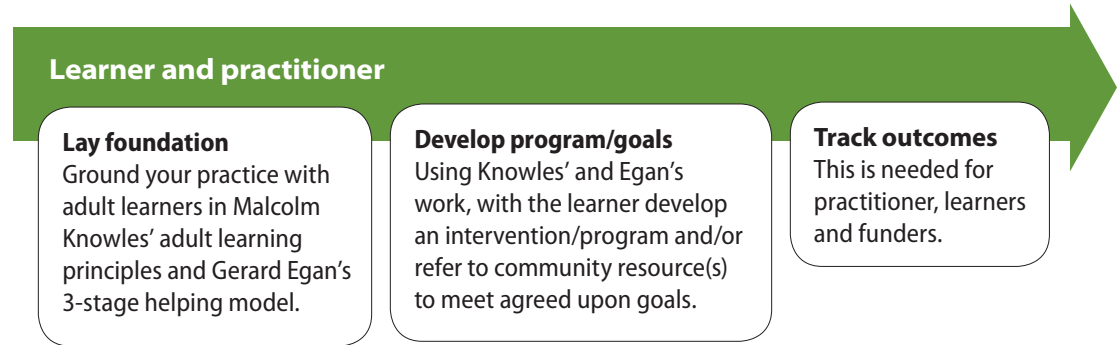 Learner and practitioner
Lay foundation
Ground your practice with
adult learners in Malcolm
Knowles’ adult learning
principles and Gerard Egan’s
3-stage helping model.
Develop program/goals
Using Knowles’ and Egan’s
work, with the learner develop
an intervention/program and/or
refer to community resource(s)
to meet agreed upon goals.
Track outcomes
This is needed for
practitioner, learners
and funders.